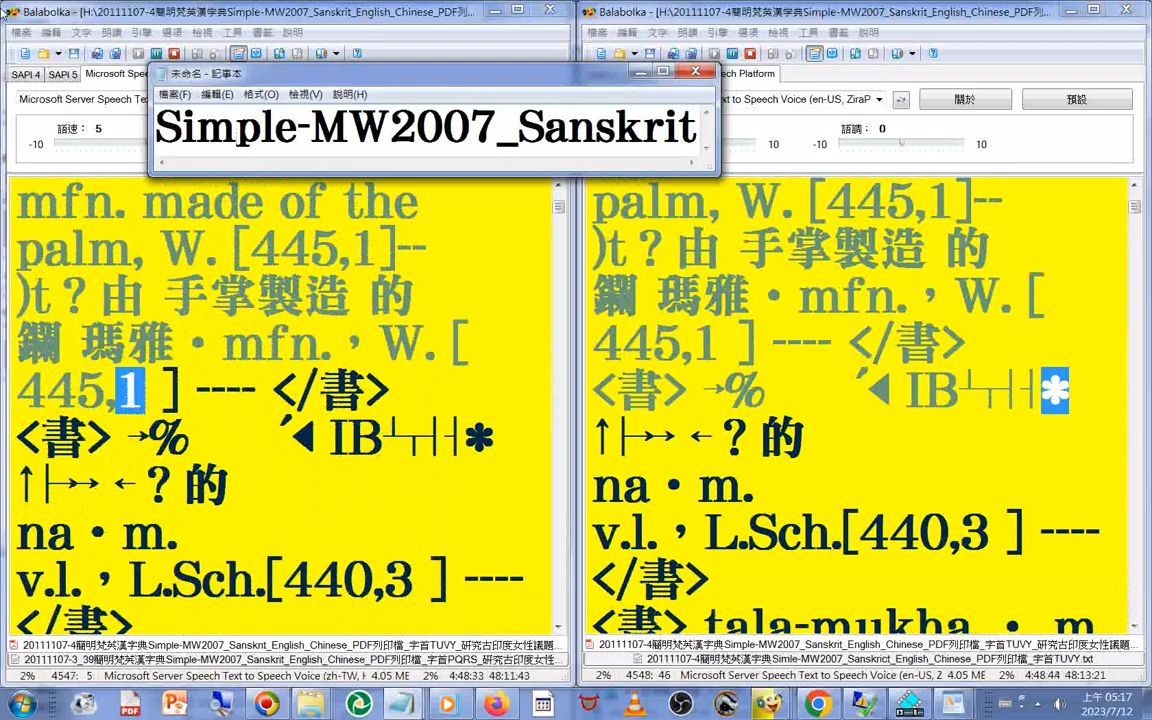 Balabolka - [H:\20111107-4簡明梵英漢字典Simple-MW2007_Sanskrit_English_Chinese_PDF列...
檔案 編輯 文字 朗讀 引擎 選項 檢視 工具 書籤 說明
SAPI 4 SAPI 5 Microsoft Spee
Microsoft Server Speech Text
語速： 5
-10
Balabolka - [H:\20111107-4簡明梵英漢字典Simple-MW2007_Sanskrit_English_Chinese_PDF列...
檔案 編輯 文字 朗讀 引擎 選項 檢視 工具 書籤 說明
ech Platform
xt to Speech Voice (en-US, ZiraP
關於
預設
語調： 0
10 -10 10
未命名 - 記事本
檔案(F) 編輯(E) 格式(O) 檢視(V) 說明(H)
Simple-MW2007_Sanskrit
mfn. made of the
palm, W. [445,1]--
)t？由 手掌製造 的
鑭 瑪雅・mfn.，W. [
445,1 ] ---- </書>
<書> →% ˊ◀ IB┴┬┤┤✱
↑├→→ ←？的
na・m.
v.l.，L.Sch.[440,3 ] ----
</書>
palm, W. [445,1]--
)t？由 手掌製造 的
鑭 瑪雅・mfn.，W. [
445,1 ] ---- </書>
<書> →% ˊ◀ IB┴┬┤┤✱
↑├→→ ←？的
na・m.
v.l.，L.Sch.[440,3 ] ----
</書>
<書> tala-mukha ・m
20111107-4簡明梵英漢字典Simple-MW2007_Sanskrit_English_Chinese_PDF列印檔_字首TUVY_研究古印度女性議題...
20111107-3_39簡明梵英漢字典Simple-MW2007_Sanskrit_English_Chinese_PDF列印檔_字首PQRS_研究古印度女性...
2% 4547: 5 Microsoft Server Speech Text to Speech Voice (zh-TW, H 4.05 ME 2% 4:48:33 48:11:43
20111107-4簡明梵英漢字典Simple-MW2007_Sanskrit_English_Chinese_PDF列印檔_字首TUVY_研究古印度女性議題...
20111107-4簡明梵英漢字典Simle-MW2007_Sanskrict_English_Chinese_PDF列印檔_字首TUVY.txt
2% 4548: 46 Microsoft Server Speech Text to Speech Voice (en-US, Z 4.05 ME 2% 4:48:44 48:13:21
上午 05:17
2023/7/12